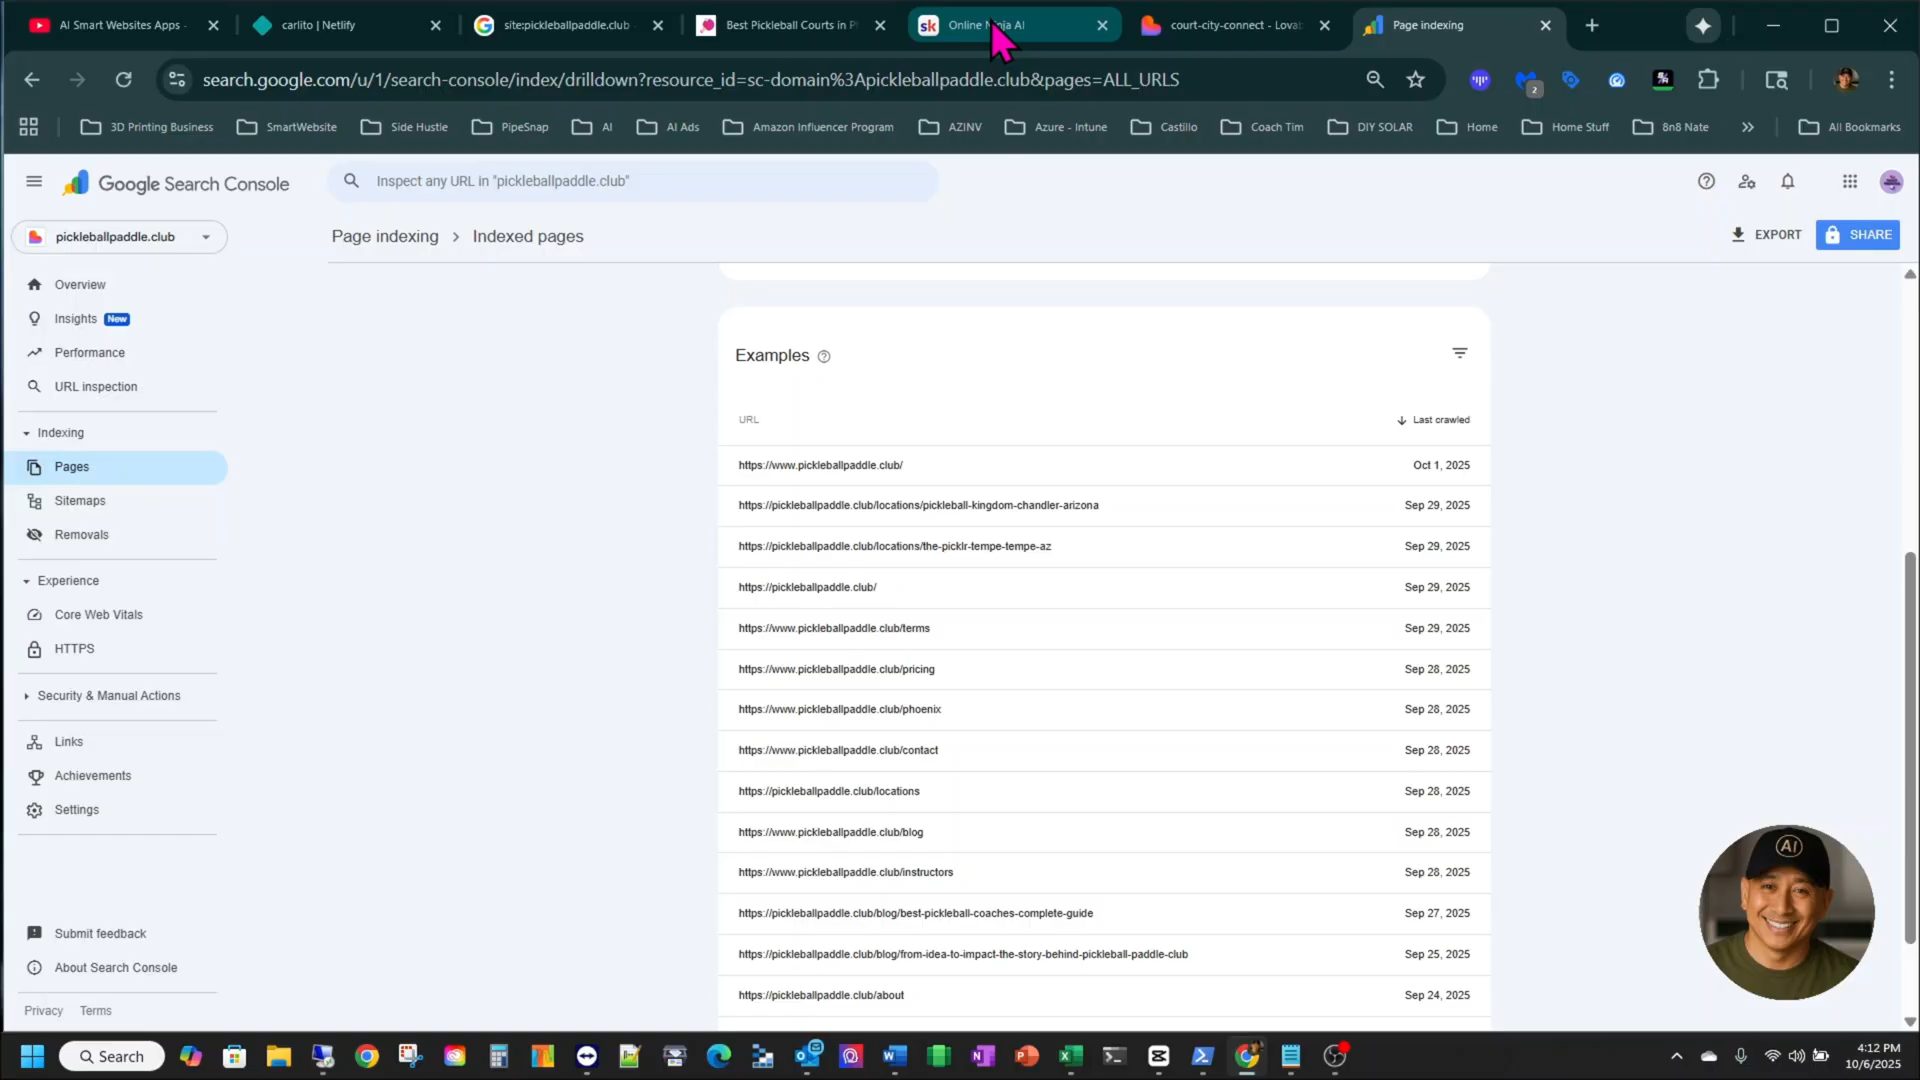 AI Smart Websites Apps -
carlito | Netlify
site:pickleballpaddle.club
Best Pickleball Courts in Ph
sk Online Ninja AI
court-city-connect - Lovab
Page indexing
search.google.com/u/1/search-console/index/drilldown?resource_id=sc-domain%3Apickleballpaddle.club&pages=ALL_URLS
2
3D Printing Business
SmartWebsite
Side Hustle
PipeSnap
AI
AI Ads
Amazon Influencer Program
AZINV
Azure - Intune
Castillo
Coach Tim
DIY SOLAR
Home
Home Stuff
8n8 Nate
All Bookmarks
Google Search Console
Inspect any URL in "pickleballpaddle.club"
pickleballpaddle.club
Page indexing > Indexed pages
EXPORT
SHARE
Overview
Insights New
Performance
URL inspection
Indexing
Pages
Sitemaps
Removals
Experience
Core Web Vitals
HTTPS
Security & Manual Actions
Links
Achievements
Settings
Submit feedback
About Search Console
Privacy Terms
Examples
URL Last crawled
https://www.pickleballpaddle.club/ Oct 1, 2025
https://pickleballpaddle.club/locations/pickleball-kingdom-chandler-arizona Sep 29, 2025
https://pickleballpaddle.club/locations/the-picklr-tempe-tempe-az Sep 29, 2025
https://pickleballpaddle.club/ Sep 29, 2025
https://www.pickleballpaddle.club/terms Sep 29, 2025
https://www.pickleballpaddle.club/pricing Sep 28, 2025
https://www.pickleballpaddle.club/phoenix Sep 28, 2025
https://www.pickleballpaddle.club/contact Sep 28, 2025
https://pickleballpaddle.club/locations Sep 28, 2025
https://www.pickleballpaddle.club/blog Sep 28, 2025
https://www.pickleballpaddle.club/instructors Sep 28, 2025
https://pickleballpaddle.club/blog/best-pickleball-coaches-complete-guide Sep 27, 2025
https://pickleballpaddle.club/blog/from-idea-to-impact-the-story-behind-pickleball-paddle-club Sep 25, 2025
https://pickleballpaddle.club/about Sep 24, 2025
AI
Search
4:12 PM
10/6/2025